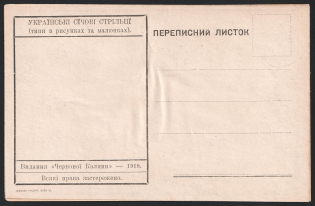 УКРАЇНСЬКІ СІЧОВІ СТРІЛЬЦІ
(типи в рисунках та малюнках).
ПЕРЕПИСНИЙ ЛИСТОК
Видання «Червоної Калини» — 1918.
Всякі права застережено.